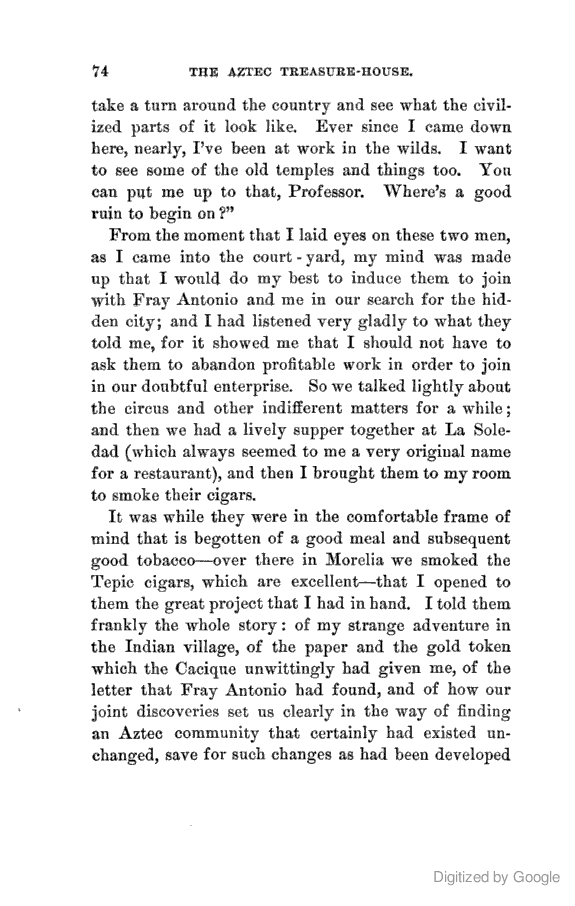 74 THE AZTEC TREASURE-HOUSE.
take a turn around the country and see what the civil-
ized parts of it look like. Ever since I came down
here, nearly, I've been at work in the wilds. I want
to see some of the old temples and things too. You
can put me up to that, Professor. Where's a good
ruin to begin on?"
From the moment that I laid eyes on these two men,
as I came into the court-yard, my mind was made
up that I would do my best to induce them to join
with Fray Antonio and me in our search for the hid-
den city; and I had listened very gladly to what they
told me, for it showed me that I should not have to
ask them to abandon profitable work in order to join
in our doubtful enterprise. So we talked lightly about
the circus and other indifferent matters for a while;
and then we had a lively supper together at La Sole-
dad (which always seemed to me a very original name
for a restaurant), and then I brought them to my room
to smoke their cigars.
It was while they were in the comfortable frame of
mind that is begotten of a good meal and subsequent
good tobacco—over there in Morelia we smoked the
Tepic cigars, which are excellent—that I opened to
them the great project that I had in hand. I told them
frankly the whole story: of my strange adventure in
the Indian village, of the paper and the gold token
which the Cacique unwittingly had given me, of the
letter that Fray Antonio had found, and of how our
joint discoveries set us clearly in the way of finding
an Aztec community that certainly had existed un-
changed, save for such changes as had been developed
Digitized by Google